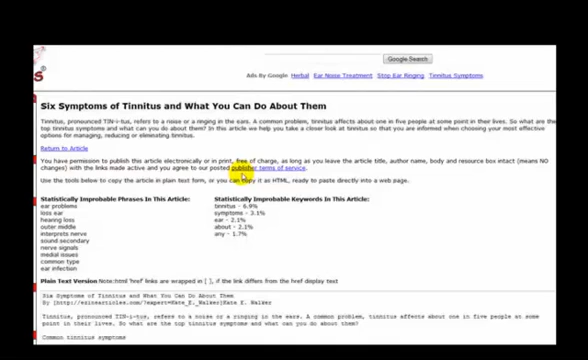 Google Search
Ads By Google Herbal Ear Noise Treatment Stop Ear Ringing Tinnitus Symptoms
Six Symptoms of Tinnitus and What You Can Do About Them
Tinnitus, pronounced TIN-i-tus, refers to a noise or a ringing in the ears. A common problem, tinnitus affects about one in five people at some point in their lives. So what are the
top tinnitus symptoms and what can you do about them? In this article we help you take a closer look at tinnitus so that you are informed when choosing your most effective
options for managing, reducing or eliminating tinnitus.
Return to Article
You have permission to publish this article electronically or in print, free of charge, as long as you leave the article title, author name, body and resource box intact (means NO
changes) with the links made active and you agree to our posted publisher terms of service.
Use the tools below to copy the article in plain text form, or you can copy it as HTML, ready to paste directly into a web page.
Statistically Improbable Phrases In This Article:
ear problems
loss ear
hearing loss
outer middle
interprets nerve
sound secondary
nerve signals
medial issues
common type
ear infection
Statistically Improbable Keywords In This Article:
tinnitus - 6.9%
symptoms - 3.1%
ear - 2.1%
about - 2.1%
any - 1.7%
Plain Text Version Note:html 'href' links are wrapped in [ ], if the link differs from the href display text
Six Symptoms of Tinnitus and What You Can Do About Them
By [http://ezinearticles.com/?expert=Kate_E._Walker]Kate E. Walker
Tinnitus, pronounced TIN-i-tus, refers to a noise or a ringing in the ears. A common problem, tinnitus affects about one in five people at some
point in their lives. So what are the top tinnitus symptoms and what can you do about them?
Common tinnitus symptoms